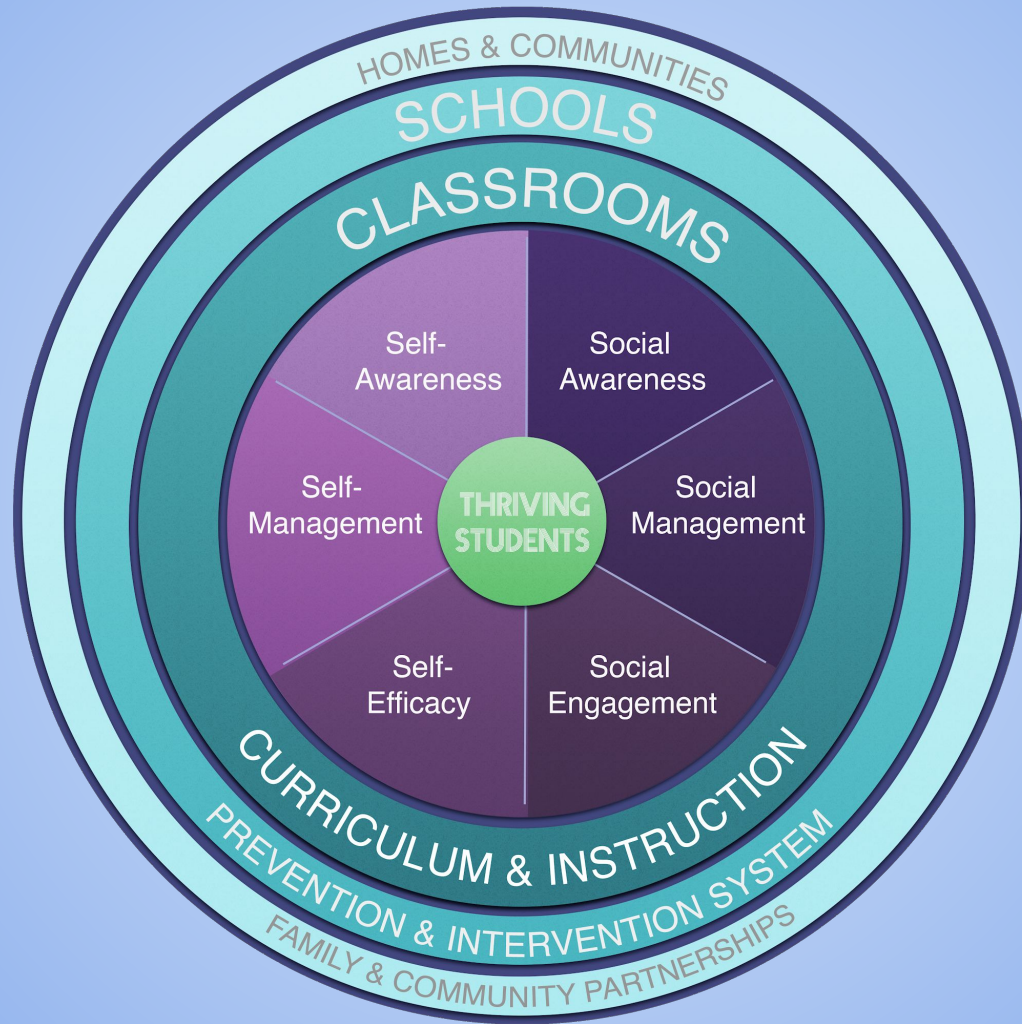 HOMES & COMMUNITIES
SCHOOLS
CLASSROOMS
Self-
Awareness
Social
Awareness
Self-
Management
THRIVING
STUDENTS
Social
Management
Self-
Efficacy
Social
Engagement
CURRICULUM & INSTRUCTION
PREVENTION & INTERVENTION SYSTEM
FAMILY & COMMUNITY PARTNERSHIPS